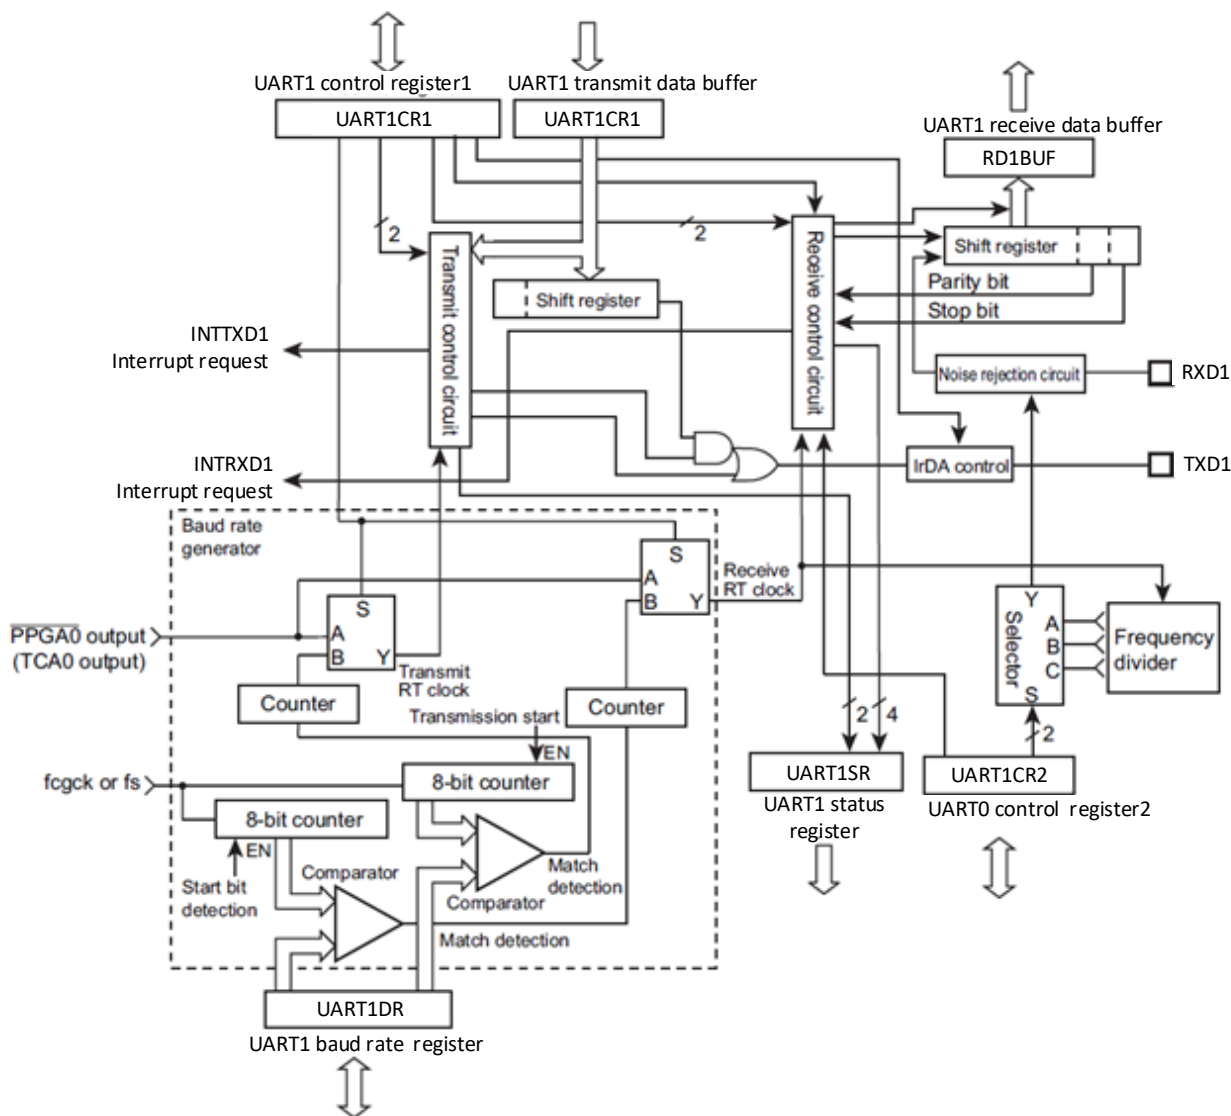 UART1 control register1
UART1 transmit data buffer
UART1CR1
UART1CR1
UART1 receive data buffer
RD1BUF
2
2
Transmit control circuit
Receive control circuit
Shift register
Shift register
Parity bit
Stop bit
INTTXD1
Interrupt request
Noise rejection circuit
RXD1
INTRXD1
Interrupt request
IrDA control
TXD1
Baud rate
generator
S
A
B
Y
Receive
RT clock
S
A
B
Y
Transmit
RT clock
PPGA0 output
(TCA0 output)
Y
A
B
C
S
Selector
Frequency
divider
Counter
Counter
Transmission start
EN
2
4
2
fcgck or fs
8-bit counter
8-bit counter
EN
Start bit
detection
Comparator
Comparator
Match
detection
Match detection
UART1SR
UART1 status
register
UART1CR2
UART0 control register2
UART1DR
UART1 baud rate register